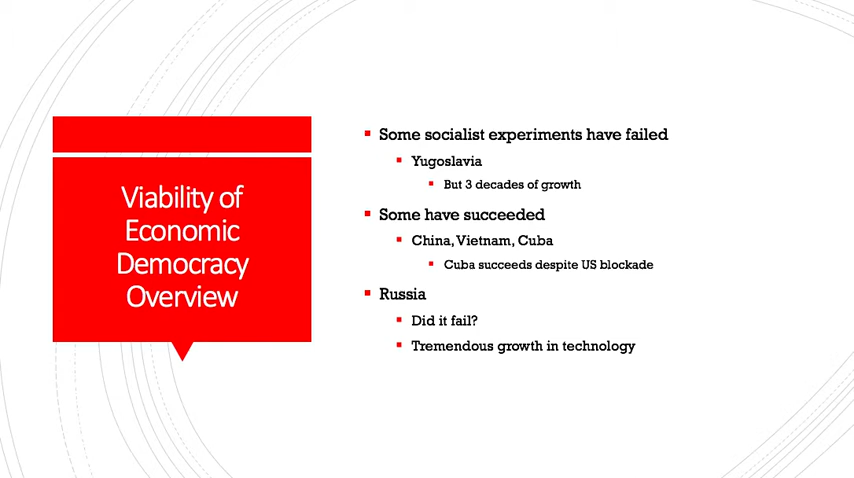 Viability of
Economic
Democracy
Overview
Some socialist experiments have failed
Yugoslavia
But 3 decades of growth
Some have succeeded
China, Vietnam, Cuba
Cuba succeeds despite US blockade
Russia
Did it fail?
Tremendous growth in technology